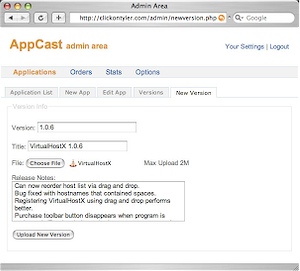 Admin Area
http://clickontyler.com/admin/newversion.php
Google
AppCast admin area
Your Settings | Logout
Applications Orders Stats Options
Application List New App Edit App Versions New Version
Version Info
Version: 1.0.6
Title: VirtualHostX 1.0.6
File: Choose File VirtualHostX Max Upload 2M
Release Notes:
Can now reorder host list via drag and drop.
Bug fixed with hostnames that contained spaces.
Registering VirtualHostX using drag and drop performs
better.
Purchase toolbar button disappears when program is
Upload New Version